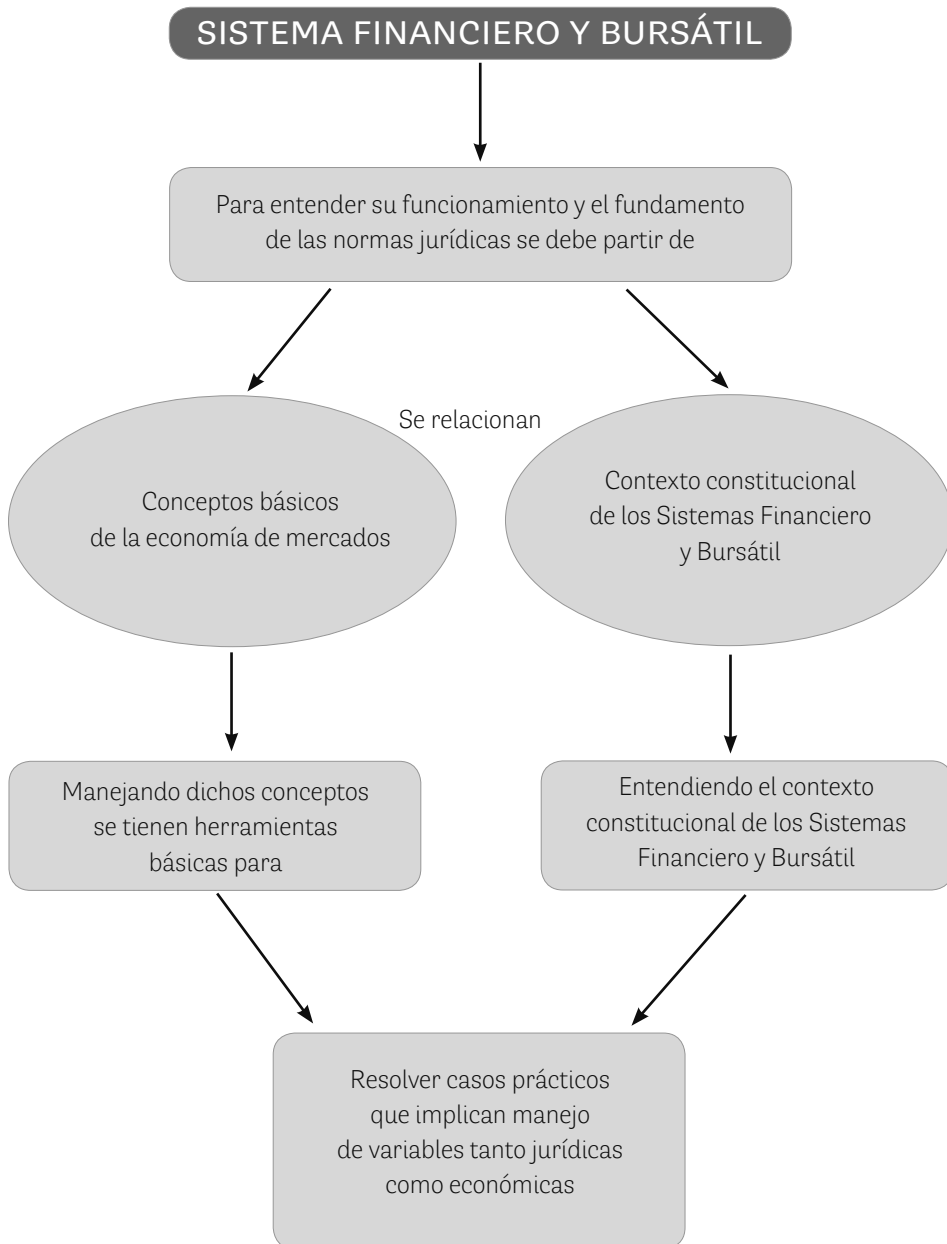 SISTEMA FINANCIERO Y BURSÁTIL
Para entender su funcionamiento y el fundamento
de las normas jurídicas se debe partir de
Se relacionan
Conceptos básicos
de la economía de mercados
Contexto constitucional
de los Sistemas Financiero
y Bursátil
Manejando dichos conceptos
se tienen herramientas
básicas para
Entendiendo el contexto
constitucional de los Sistemas
Financiero y Bursátil
Resolver casos prácticos
que implican manejo
de variables tanto jurídicas
como económicas